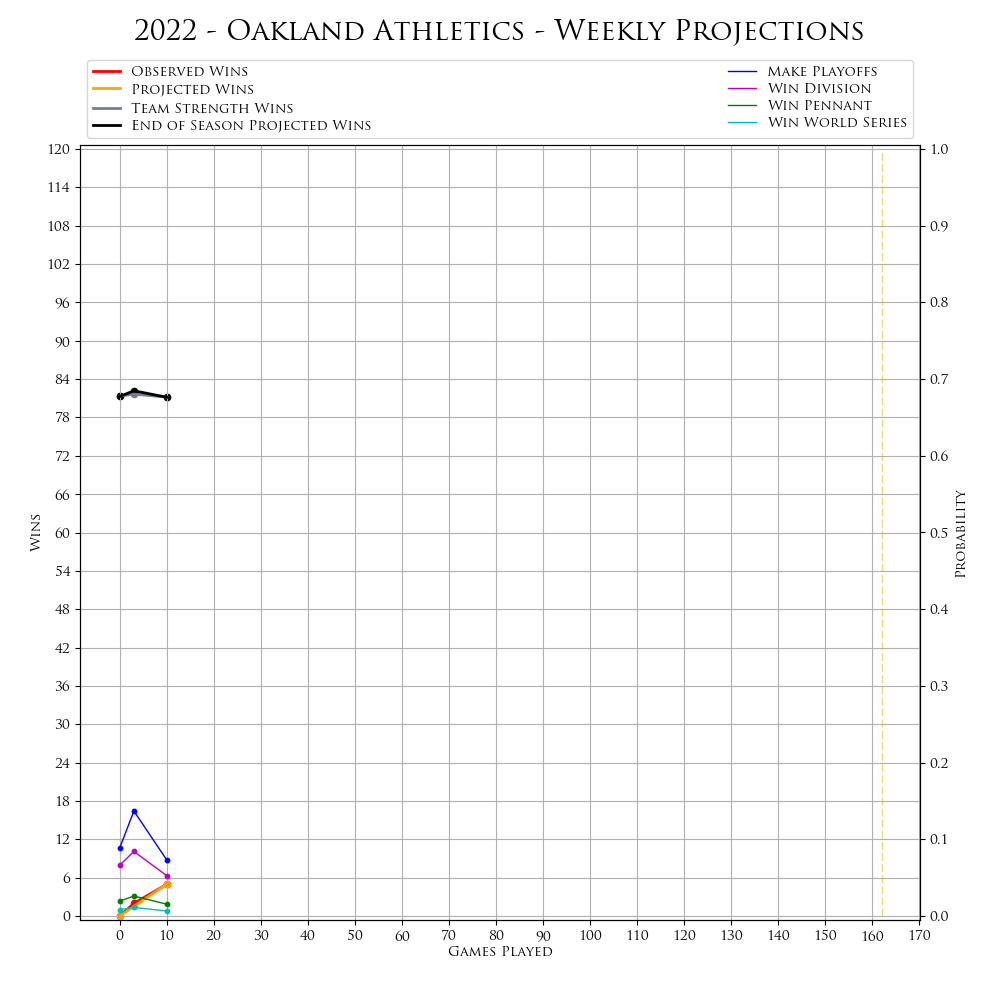 2022 - Oakland Athletics - Weekly Projections
Observed Wins
Projected Wins
Team Strength Wins
End of Season Projected Wins
Make Playoffs
Win Division
Win Pennant
Win World Series
120
114
108
102
96
90
84
78
72
66
60
54
48
42
36
30
24
18
12
6
0
Wins
1.0
0.9
0.8
0.7
0.6
0.5
0.4
0.3
0.2
0.1
0.0
Probability
0 10 20 30 40 50 60 70 80 90 100 110 120 130 140 150 160 170
Games Played